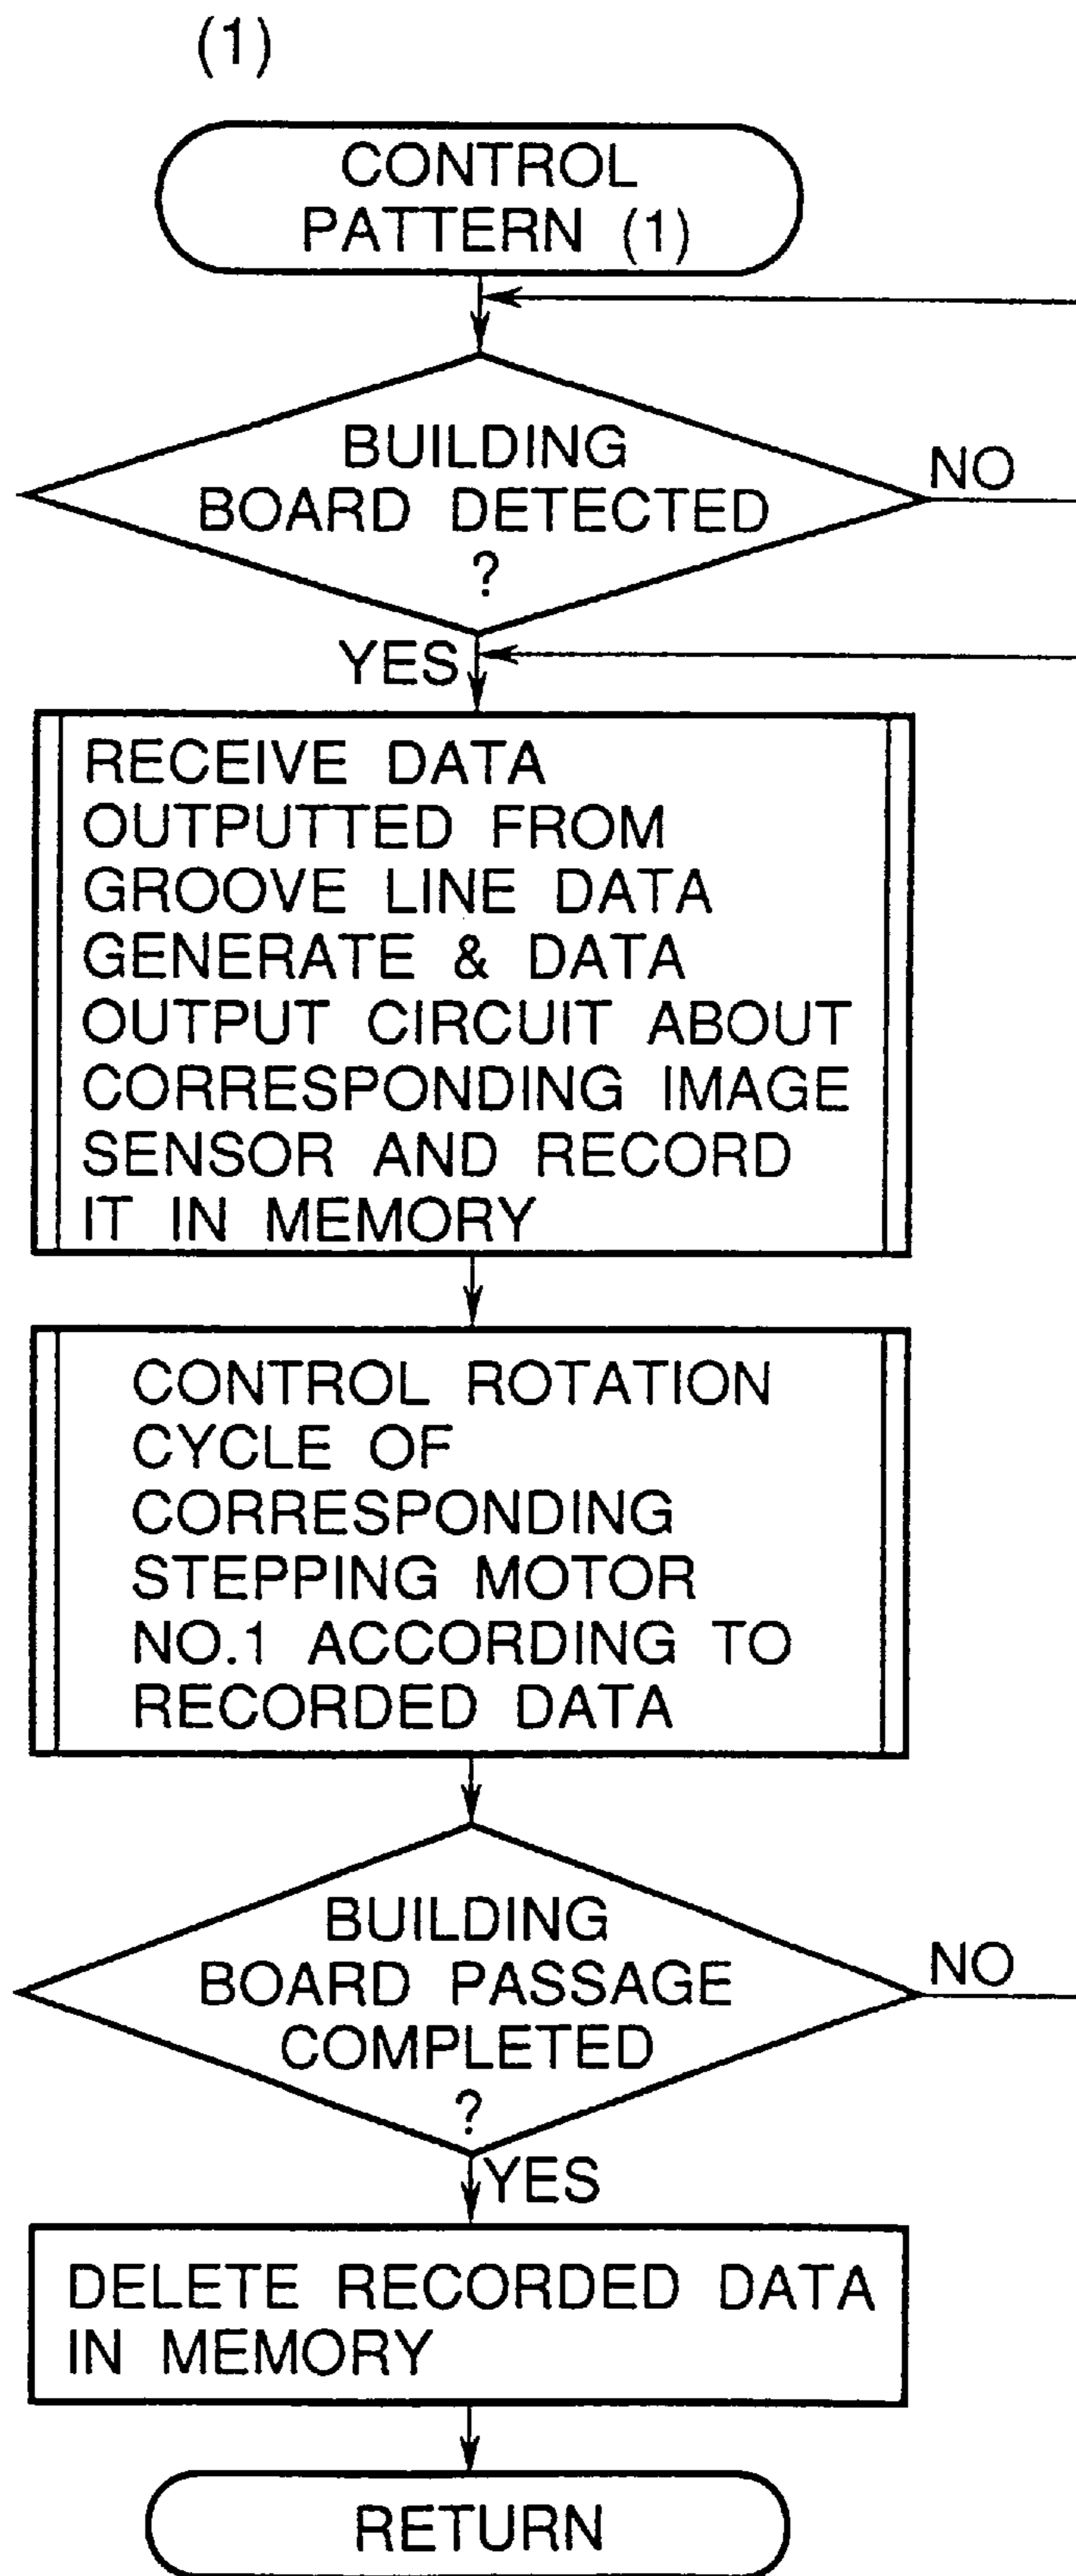 (1)
CONTROL
PATTERN (1)
BUILDING
BOARD DETECTED
?
NO
YES
RECEIVE DATA
OUTPUTTED FROM
GROOVE LINE DATA
GENERATE & DATA
OUTPUT CIRCUIT ABOUT
CORRESPONDING IMAGE
SENSOR AND RECORD
IT IN MEMORY
CONTROL ROTATION
CYCLE OF
CORRESPONDING
STEPPING MOTOR
NO.1 ACCORDING TO
RECORDED DATA
BUILDING
BOARD PASSAGE
COMPLETED
?
NO
YES
DELETE RECORDED DATA
IN MEMORY
RETURN